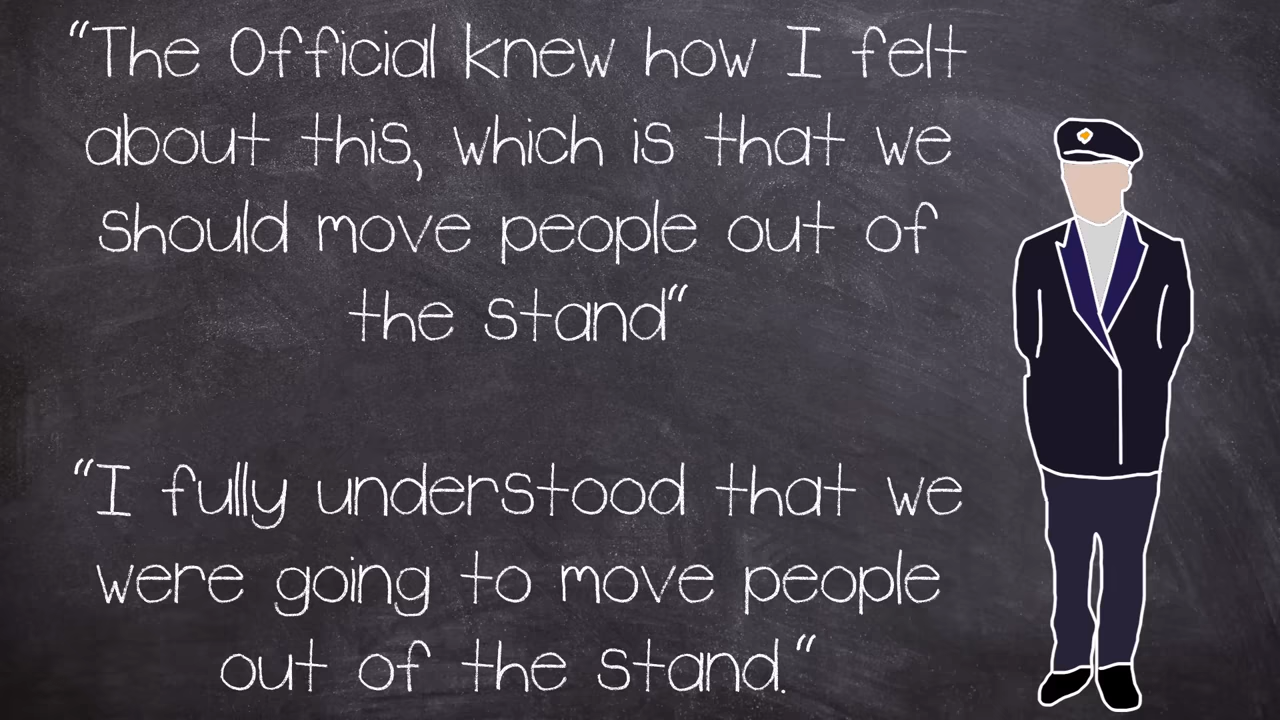 “The Official knew how I felt
about this, which is that we
should move people out of
the stand“
“I fully understood that we
were going to move people
out of the stand.“